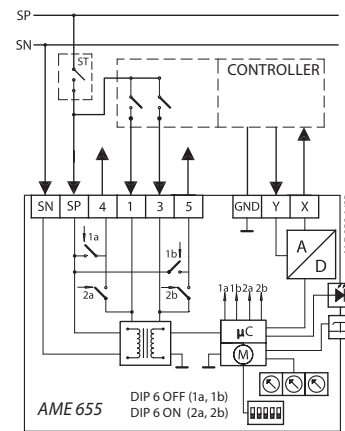 SP
SN
ST
CONTROLLER
SN SP 4 1 3 5 GND Y X
1a
1b
2a
2b
A
D
1a 1b 2a 2b
µC
M
AME 655
DIP 6 OFF (1a, 1b)
DIP 6 ON (2a, 2b)